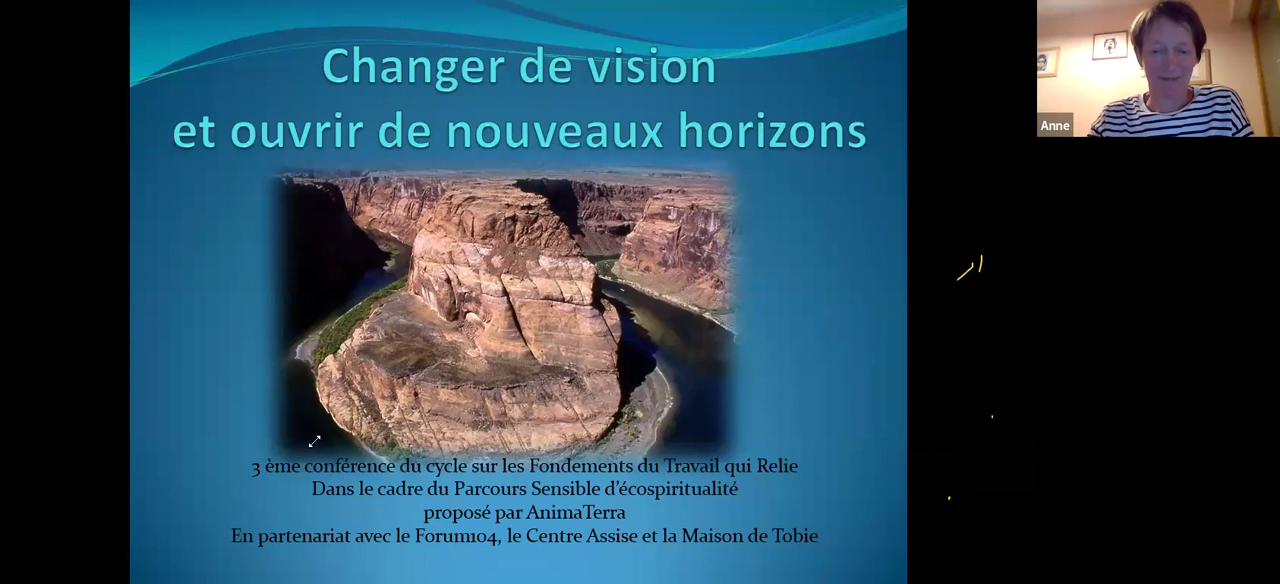 Changer de vision
et ouvrir de nouveaux horizons
Anne
3 ème conférence du cycle sur les Fondements du Travail qui Relie
Dans le cadre du Parcours Sensible d'écospiritualité
proposé par AnimaTerra
En partenariat avec le Forum104, le Centre Assise et la Maison de Tobie